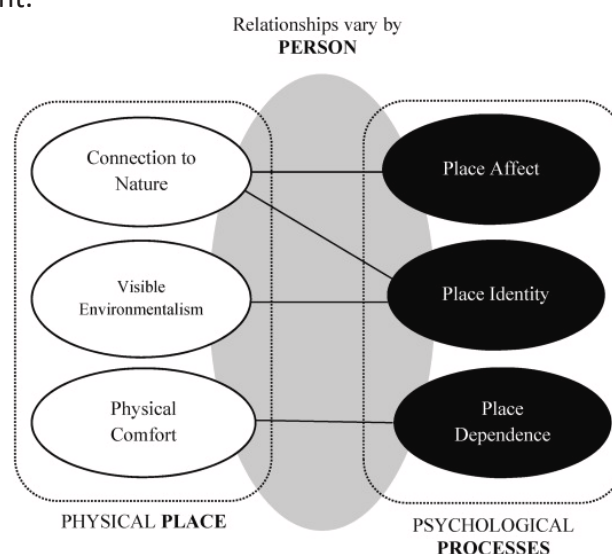 Relationships vary by
PERSON
Connection to
Nature
Place Affect
Visible
Environmentalism
Place Identity
Physical
Comfort
Place
Dependence
PHYSICAL PLACE
PSYCHOLOGICAL
PROCESSES